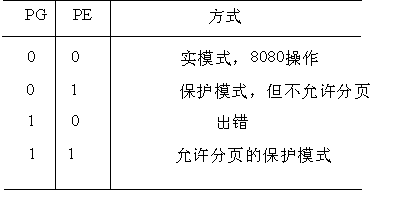 PG PE 方式
0 0 实模式，8080操作
0 1 保护模式，但不允许分页
1 0 出错
1 1 允许分页的保护模式